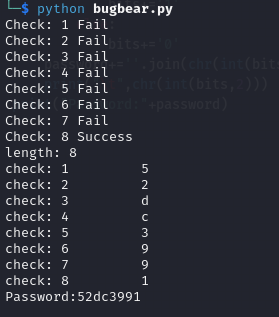 └─$ python bugbear.py
Check: 1 Fail
Check: 2 Fail
Check: 3 Fail
Check: 4 Fail
Check: 5 Fail
Check: 6 Fail
Check: 7 Fail
Check: 8 Success
length: 8
check: 1 5
check: 2 2
check: 3 d
check: 4 c
check: 5 3
check: 6 9
check: 7 9
check: 8 1
Password:52dc3991